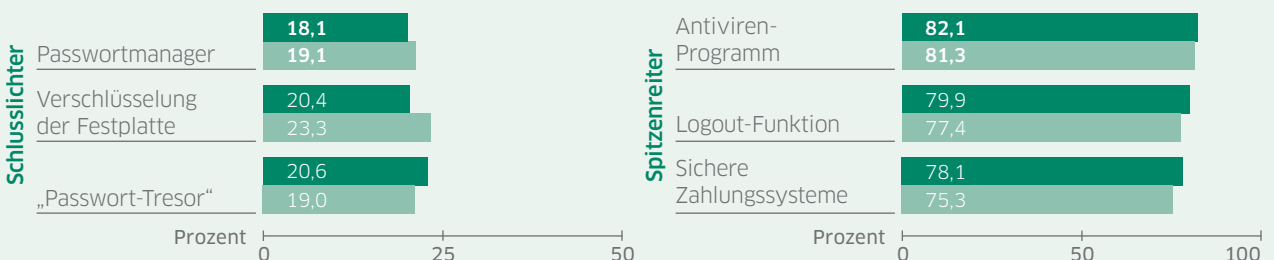 Schlusslichter
18,1
Passwortmanager
19,1
Verschlüsselung
der Festplatte
20,4
23,3
20,6
„Passwort-Tresor“
19,0
Prozent
0
25
50
Spitzenreiter
Antiviren-
Programm
82,1
81,3
79,9
Logout-Funktion
77,4
Sichere
Zahlungssysteme
78,1
75,3
Prozent
0
50
100